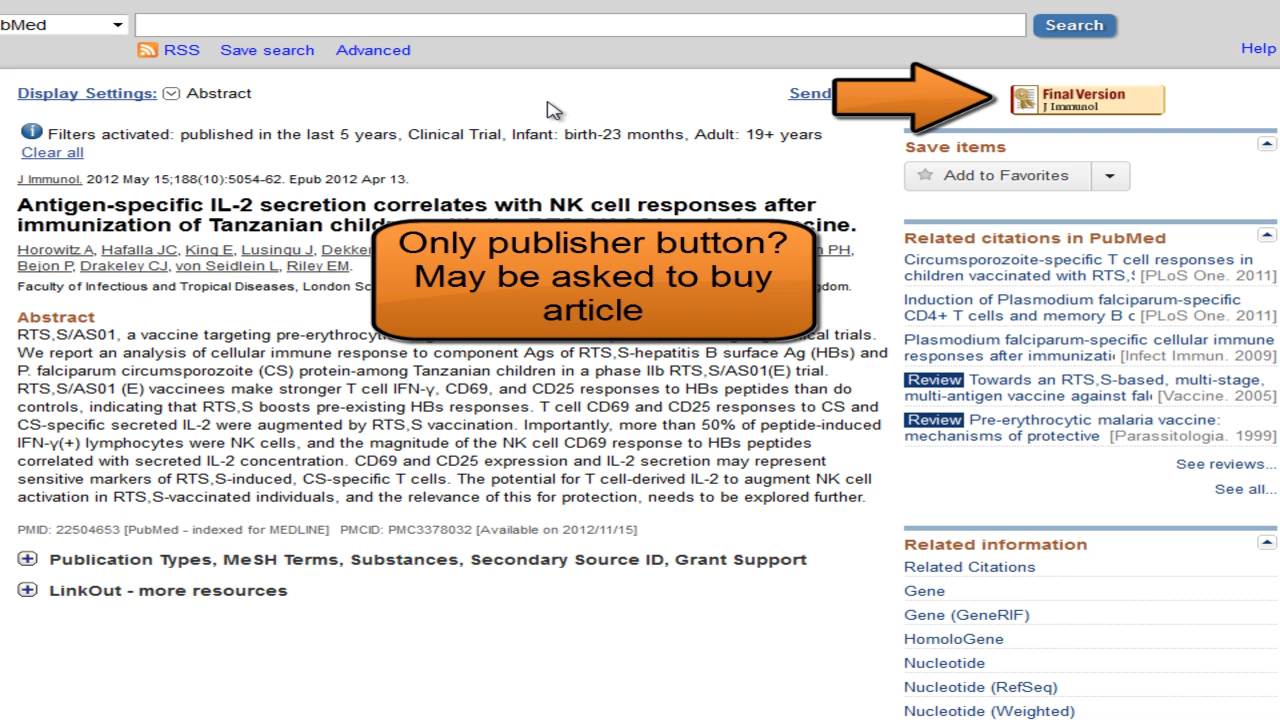 bMed
Search
RSS Save search Advanced
Help
Display Settings: Abstract
Send
Final Version
J Immunol
Filters activated: published in the last 5 years, Clinical Trial, Infant: birth-23 months, Adult: 19+ years
Clear all
J Immunol. 2012 May 15;188(10):5054-62. Epub 2012 Apr 13.
Antigen-specific IL-2 secretion correlates with NK cell responses after
immunization of Tanzanian child
cine.
Horowitz A, Hafalla JC, King E, Lusingu J, Dekker
PH,
Bejon P, Drakeley CJ, von Seidlein L, Riley EM.
Faculty of Infectious and Tropical Diseases, London Sc
dom.
Only publisher button?
May be asked to buy
article
Abstract
RTS,S/AS01, a vaccine targeting pre-erythrocyt
cal trials.
We report an analysis of cellular immune response to component Ags of RTS,S-hepatitis B surface Ag (HBs) and
P. falciparum circumsporozoite (CS) protein-among Tanzanian children in a phase IIb RTS,S/AS01(E) trial.
RTS,S/AS01 (E) vaccinees make stronger T cell IFN-γ, CD69, and CD25 responses to HBs peptides than do
controls, indicating that RTS,S boosts pre-existing HBs responses. T cell CD69 and CD25 responses to CS and
CS-specific secreted IL-2 were augmented by RTS,S vaccination. Importantly, more than 50% of peptide-induced
IFN-γ(+) lymphocytes were NK cells, and the magnitude of the NK cell CD69 response to HBs peptides
correlated with secreted IL-2 concentration. CD69 and CD25 expression and IL-2 secretion may represent
sensitive markers of RTS,S-induced, CS-specific T cells. The potential for T cell-derived IL-2 to augment NK cell
activation in RTS,S-vaccinated individuals, and the relevance of this for protection, needs to be explored further.
PMID: 22504653 [PubMed - indexed for MEDLINE] PMCID: PMC3378032 [Available on 2012/11/15]
Publication Types, MeSH Terms, Substances, Secondary Source ID, Grant Support
LinkOut - more resources
Save items
Add to Favorites
Related citations in PubMed
Circumsporozoite-specific T cell responses in
children vaccinated with RTS,S [PLoS One. 2011]
Induction of Plasmodium falciparum-specific
CD4+ T cells and memory B c [PLoS One. 2011]
Plasmodium falciparum-specific cellular immune
responses after immunizati [Infect Immun. 2009]
Review Towards an RTS,S-based, multi-stage,
multi-antigen vaccine against fal [Vaccine. 2005]
Review Pre-erythrocytic malaria vaccine:
mechanisms of protective [Parassitologia. 1999]
See reviews...
See all...
Related information
Related Citations
Gene
Gene (GeneRIF)
HomoloGene
Nucleotide
Nucleotide (RefSeq)
Nucleotide (Weighted)